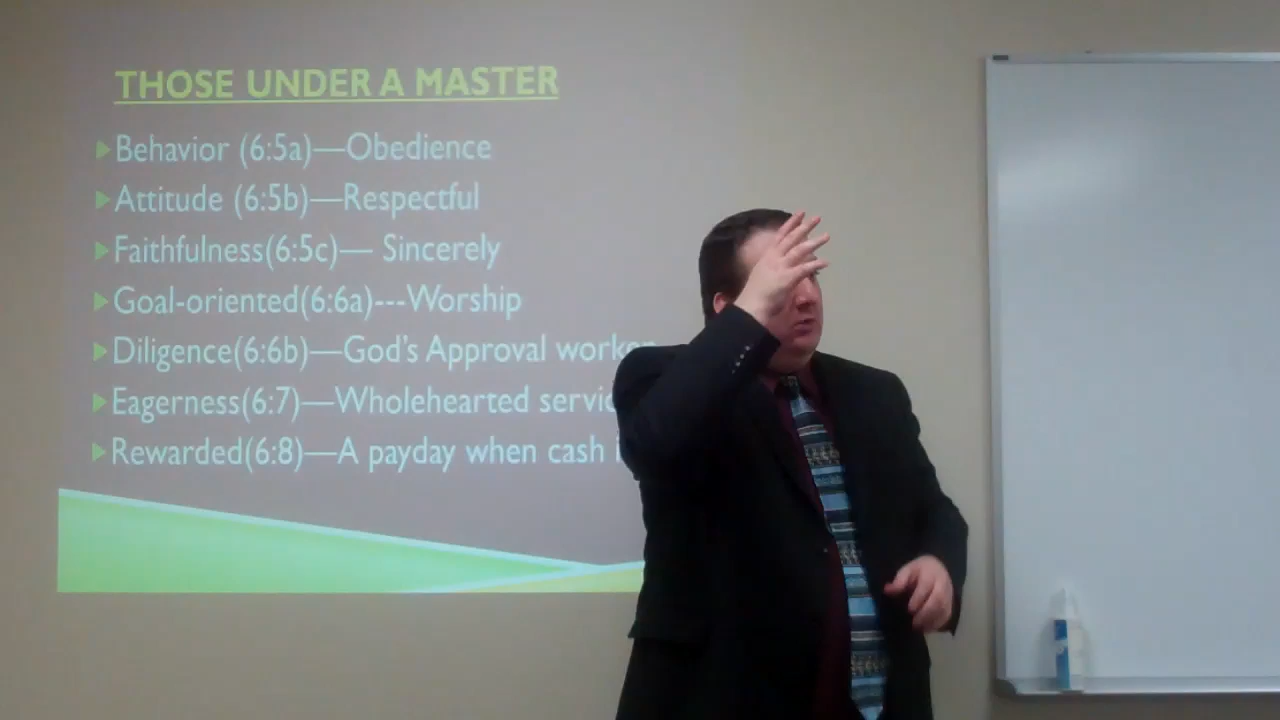 THOSE UNDER A MASTER
Behavior (6:5a)—Obedience
Attitude (6:5b)—Respectful
Faithfulness(6:5c)— Sincerely
Goal-oriented(6:6a)---Worship
Diligence(6:6b)—God's Approval worker
Eagerness(6:7)—Wholehearted
Rewarded(6:8)—A payday when cash